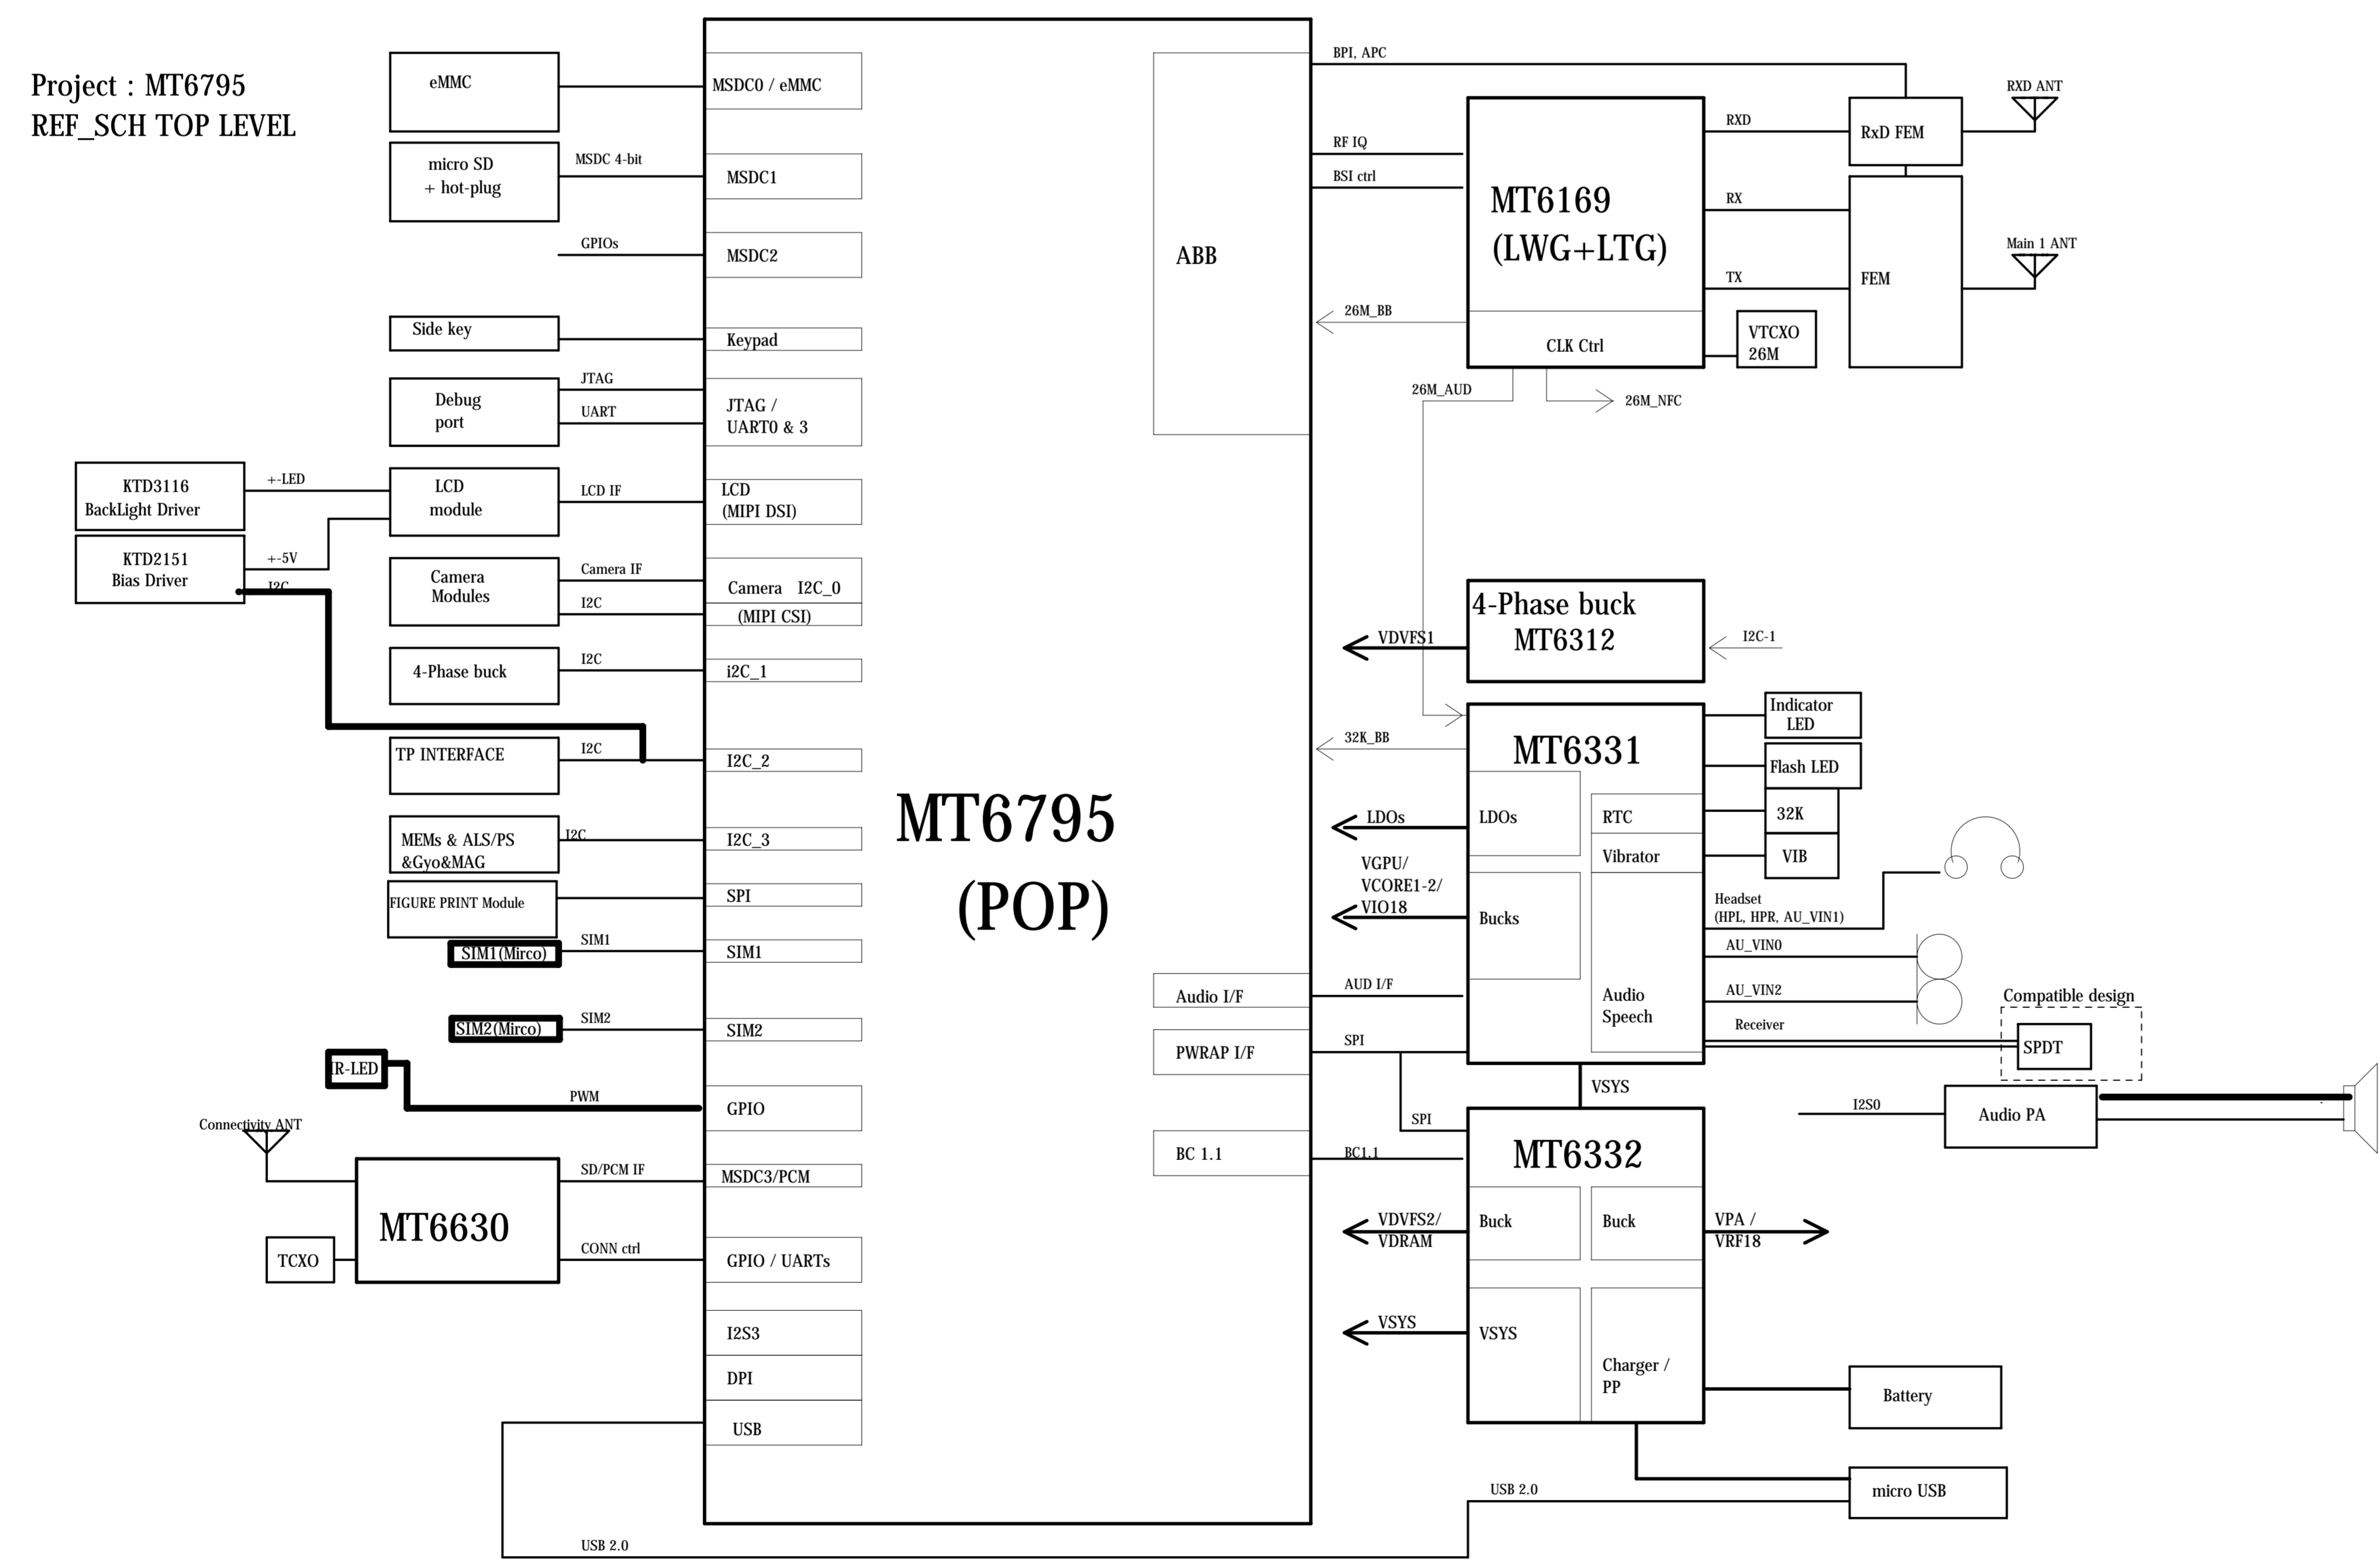 Project : MT6795
REF_SCH TOP LEVEL
eMMC
MSDC0 / eMMC
micro SD
+ hot-plug
MSDC 4-bit
MSDC1
GPIOs
MSDC2
Side key
Keypad
Debug
port
JTAG
UART
JTAG /
UART0 & 3
KTD3116
BackLight Driver
+-LED
LCD
module
LCD IF
LCD
(MIPI DSI)
KTD2151
Bias Driver
+-5V
I2C
Camera
Modules
Camera IF
I2C
Camera I2C_0
(MIPI CSI)
4-Phase buck
I2C
i2C_1
TP INTERFACE
I2C
I2C_2
MEMs & ALS/PS
&Gyo&MAG
I2C
I2C_3
FIGURE PRINT Module
SPI
SIM1(Mirco)
SIM1
SIM1
SIM2(Mirco)
SIM2
SIM2
IR-LED
PWM
GPIO
Connectivity ANT
MT6630
TCXO
SD/PCM IF
MSDC3/PCM
CONN ctrl
GPIO / UARTs
I2S3
DPI
USB
USB 2.0
MT6795
(POP)
ABB
BPI, APC
RF IQ
BSI ctrl
26M_BB
MT6169
(LWG+LTG)
CLK Ctrl
RXD
RX
TX
RxD FEM
FEM
RXD ANT
Main 1 ANT
VTCXO
26M
26M_AUD
26M_NFC
4-Phase buck
MT6312
VDVFS1
I2C-1
MT6331
32K_BB
LDOs
LDOs
RTC
Vibrator
VGPU/
VCORE1-2/
VIO18
Bucks
Audio
Speech
Indicator
LED
Flash LED
32K
VIB
Headset
(HPL, HPR, AU_VIN1)
AU_VIN0
AU_VIN2
Receiver
Compatible design
SPDT
Audio I/F
AUD I/F
PWRAP I/F
SPI
SPI
VSYS
I2S0
Audio PA
BC 1.1
BC1.1
MT6332
VDVFS2/
VDRAM
Buck
Buck
VPA /
VRF18
VSYS
VSYS
Charger /
PP
Battery
micro USB
USB 2.0